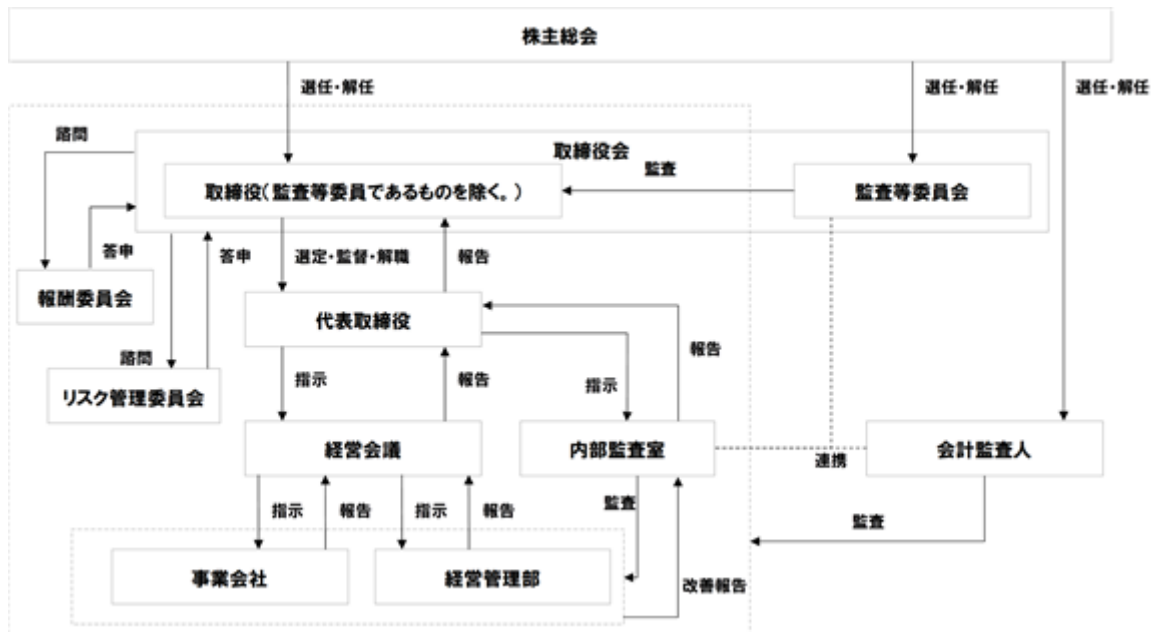 株主総会
選任・解任
選任・解任
選任・解任
諮問
取締役会
取締役(監査等委員であるものを除く。)
監査
監査等委員会
答申
答申
選定・監督・解職
報告
報酬委員会
代表取締役
諮問
報告
リスク管理委員会
指示
報告
指示
経営会議
内部監査室
連携
会計監査人
指示
報告
指示
報告
監査
監査
事業会社
経営管理部
改善報告